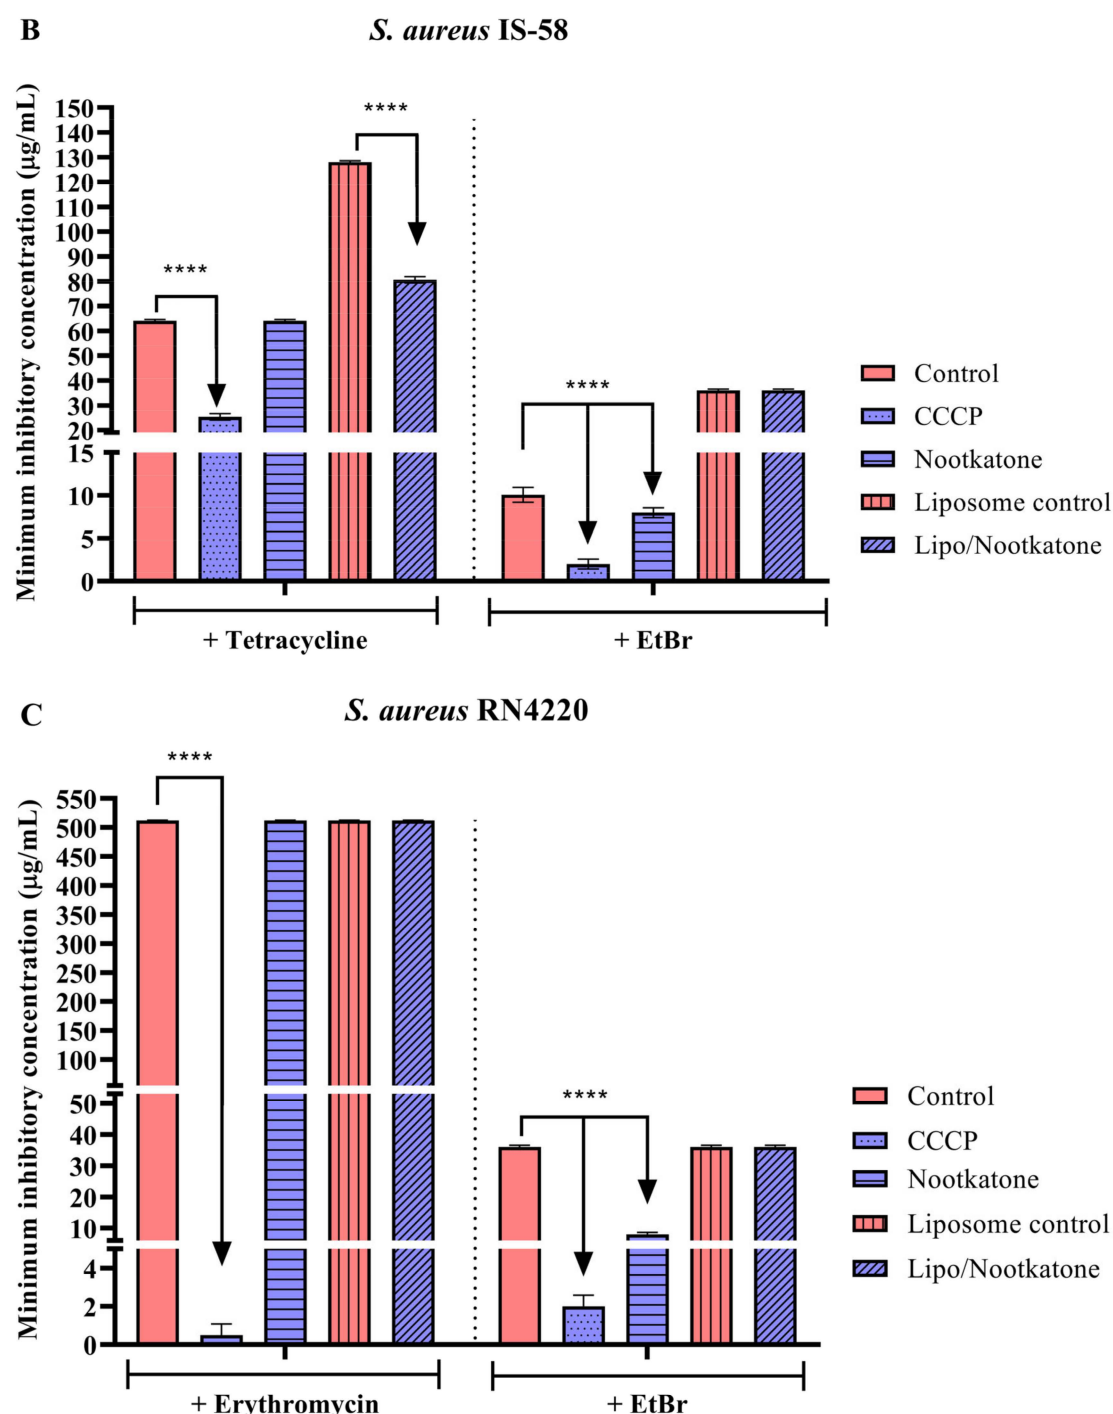 B
S. aureus IS-58
Minimum inhibitory concentration (µg/mL)
150
140
130
120
110
100
90
80
70
60
50
40
30
20
15
10
5
0
****
****
****
+ Tetracycline
+ EtBr
Control
CCCP
Nootkatone
Liposome control
Lipo/Nootkatone
C
S. aureus RN4220
Minimum inhibitory concentration (µg/mL)
550
500
450
400
350
300
250
200
150
100
50
40
30
20
10
4
2
0
****
****
+ Erythromycin
+ EtBr
Control
CCCP
Nootkatone
Liposome control
Lipo/Nootkatone